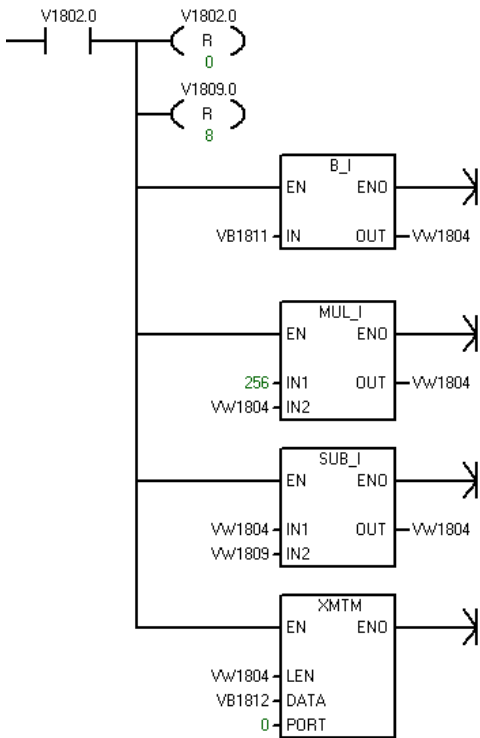 V1802.0 V1802.0
R
0
V1809.0
R
8
B_I
EN ENO
VB1811 IN OUT VW1804
MUL_I
EN ENO
256 IN1 OUT VW1804
VW1804 IN2
SUB_I
EN ENO
VW1804 IN1 OUT VW1804
VW1809 IN2
XMTM
EN ENO
VW1804 LEN
VB1812 DATA
0 PORT